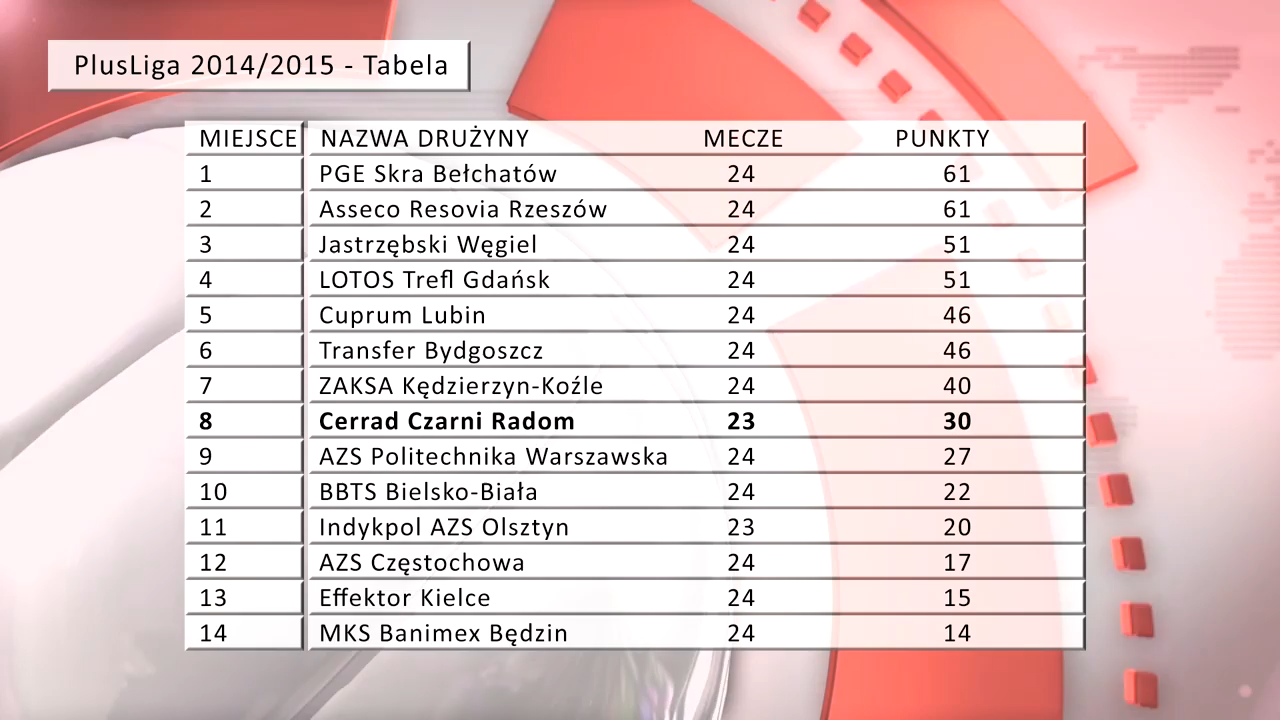 PlusLiga 2014/2015 - Tabela
MIEJSCE NAZWA DRUŻYNY MECZE PUNKTY
1 PGE Skra Bełchatów 24 61
2 Asseco Resovia Rzeszów 24 61
3 Jastrzębski Węgiel 24 51
4 LOTOS Trefl Gdańsk 24 51
5 Cuprum Lubin 24 46
6 Transfer Bydgoszcz 24 46
7 ZAKSA Kędzierzyn-Koźle 24 40
8 Cerrad Czarni Radom 23 30
9 AZS Politechnika Warszawska 24 27
10 BBTS Bielsko-Biała 24 22
11 Indykpol AZS Olsztyn 23 20
12 AZS Częstochowa 24 17
13 Effektor Kielce 24 15
14 MKS Banimex Będzin 24 14